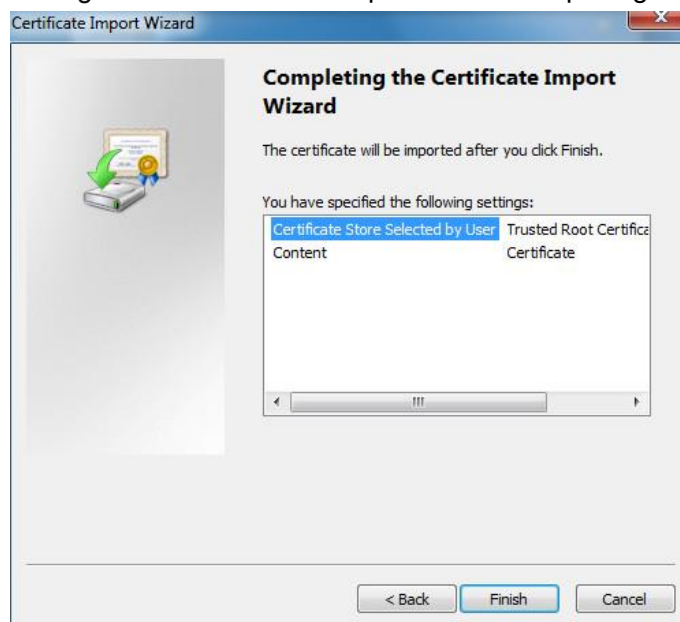 Certificate Import Wizard
Completing the Certificate Import
Wizard
The certificate will be imported after you click Finish.
You have specified the following settings:
Certificate Store Selected by User Trusted Root Certifica
Content Certificate
< Back Finish Cancel